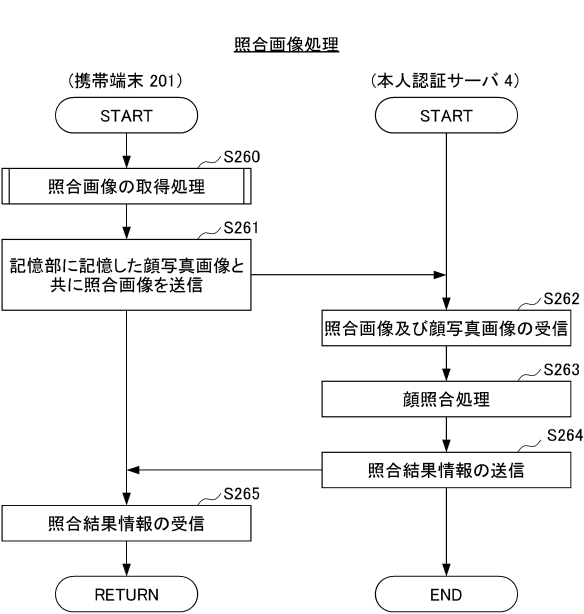 照合画像処理
（携帯端末 201）
START
S260
照合画像の取得処理
S261
記憶部に記憶した顔写真画像と
共に照合画像を送信
（本人認証サーバ 4）
START
S262
照合画像及び顔写真画像の受信
S263
顔照合処理
S264
照合結果情報の送信
S265
照合結果情報の受信
RETURN
END